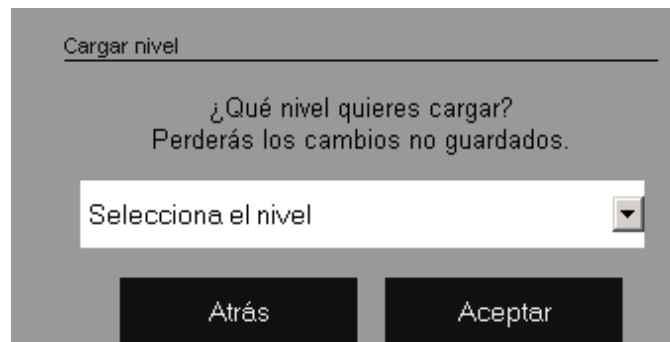 Cargar nivel
¿Qué nivel quieres cargar?
Perderás los cambios no guardados.
Selecciona el nivel
Atrás
Aceptar